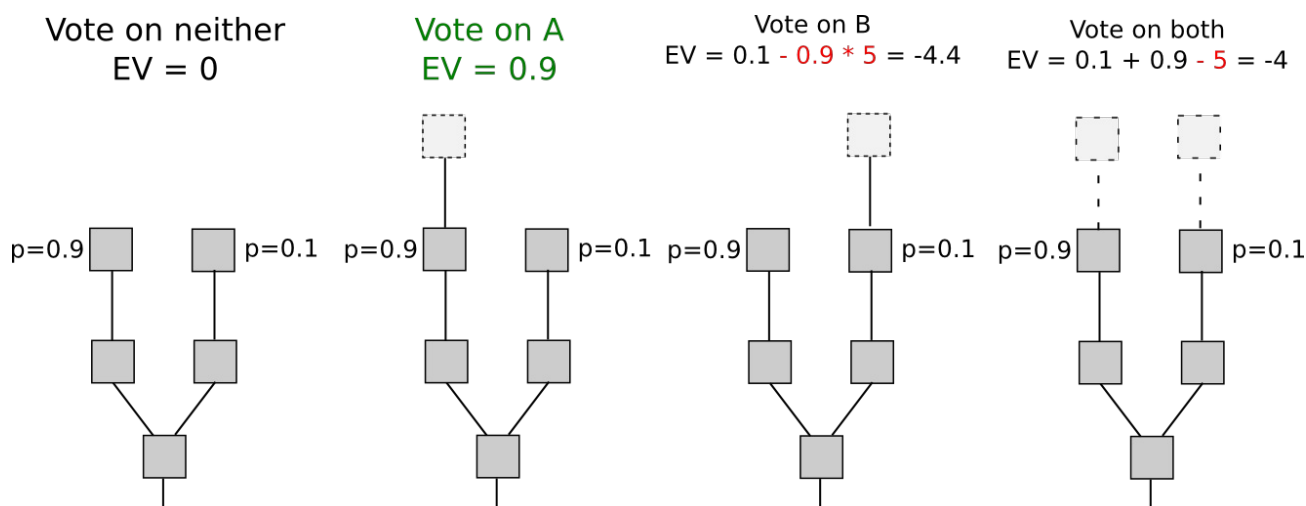 Vote on neither
EV = 0
Vote on A
EV = 0.9
Vote on B
EV = 0.1 - 0.9 * 5 = -4.4
Vote on both
EV = 0.1 + 0.9 - 5 = -4
p=0.9
p=0.1
p=0.9
p=0.1
p=0.9
p=0.1
p=0.9
p=0.1